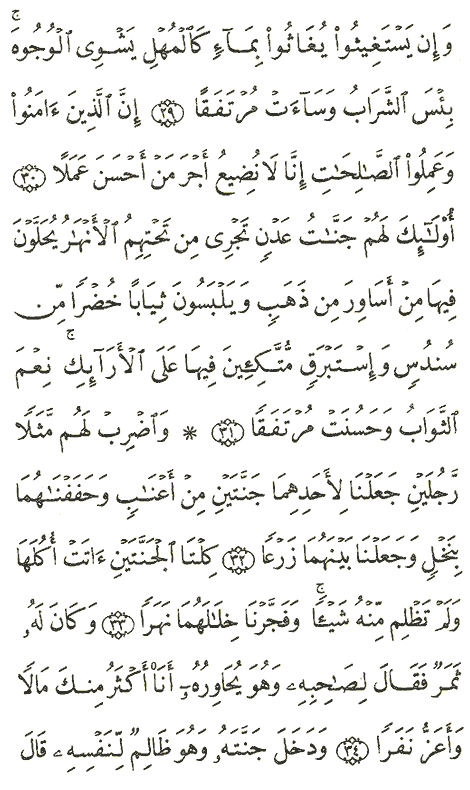 وَإِن يَسْتَغِيثُوا۟ يُغَاثُوا۟ بِمَآءٍ كَٱلْمُهْلِ يَشْوِى ٱلْوُجُوهَ ۚ
بِئْسَ ٱلشَّرَابُ وَسَآءَتْ مُرْتَفَقًا ٢٩ إِنَّ ٱلَّذِينَ ءَامَنُوا۟
وَعَمِلُوا۟ ٱلصَّٰلِحَٰتِ إِنَّا لَا نُضِيعُ أَجْرَ مَنْ أَحْسَنَ عَمَلًا ٣٠
أُو۟لَٰٓئِكَ لَهُمْ جَنَّٰتُ عَدْنٍ تَجْرِى مِن تَحْتِهِمُ ٱلْأَنْهَٰرُ يُحَلَّوْنَ
فِيهَا مِنْ أَسَاوِرَ مِن ذَهَبٍ وَيَلْبَسُونَ ثِيَابًا خُضْرًا مِّن
سُندُسٍ وَإِسْتَبْرَقٍ مُّتَّكِـِٔينَ فِيهَا عَلَى ٱلْأَرَآئِكِ ۚ نِعْمَ
ٱلثَّوَابُ وَحَسُنَتْ مُرْتَفَقًا ٣١ * وَٱضْرِبْ لَهُم مَّثَلًا
رَّجُلَيْنِ جَعَلْنَا لِأَحَدِهِمَا جَنَّتَيْنِ مِنْ أَعْنَٰبٍ وَحَفَفْنَٰهُمَا
بِنَخْلٍ وَجَعَلْنَا بَيْنَهُمَا زَرْعًا ٣٢ كِلْتَا ٱلْجَنَّتَيْنِ ءَاتَتْ أُكُلَهَا
وَلَمْ تَظْلِم مِّنْهُ شَيْـًٔا ۚ وَفَجَّرْنَا خِلَٰلَهُمَا نَهَرًا ٣٣ وَكَانَ لَهُۥ
ثَمَرٌ فَقَالَ لِصَٰحِبِهِۦ وَهُوَ يُحَاوِرُهُۥٓ أَنَا۠ أَكْثَرُ مِنكَ مَالًا
وَأَعَزُّ نَفَرًا ٣٤ وَدَخَلَ جَنَّتَهُۥ وَهُوَ ظَالِمٌ لِّنَفْسِهِۦ قَالَ